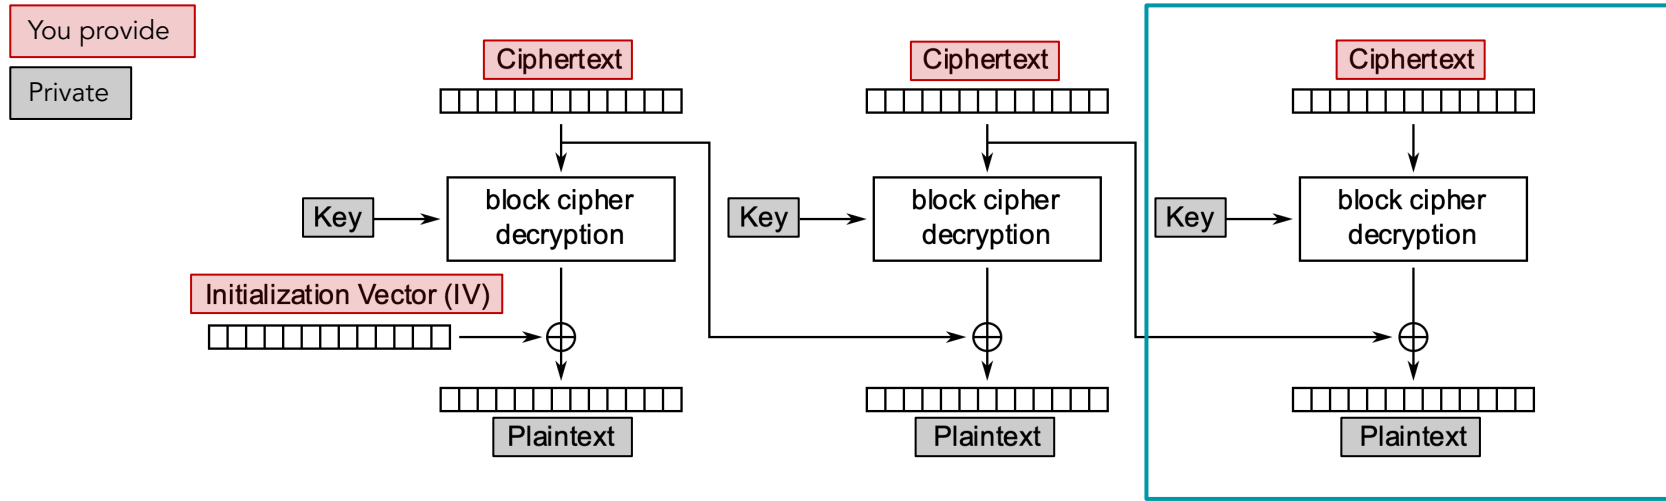 You provide
Private
Ciphertext
Ciphertext
Ciphertext
Key
block cipher
decryption
Key
block cipher
decryption
Key
block cipher
decryption
Initialization Vector (IV)
Plaintext
Plaintext
Plaintext